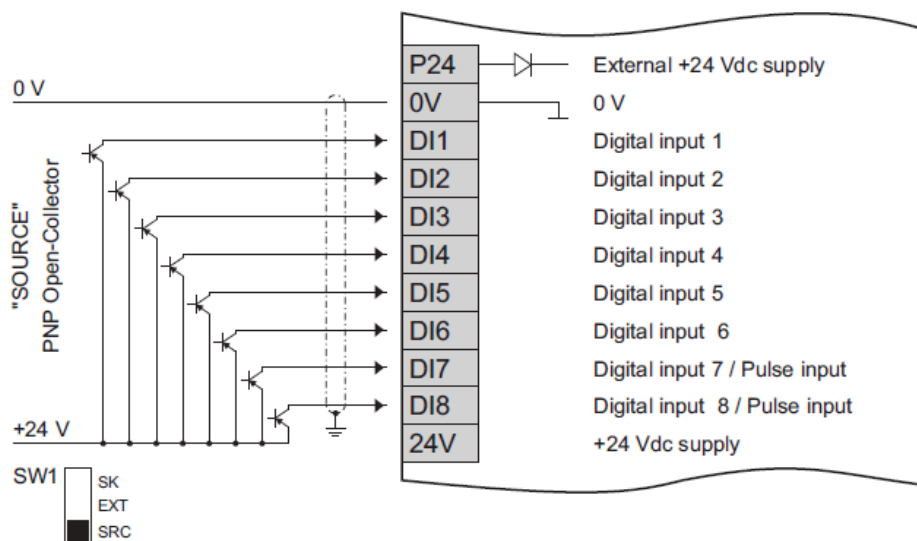 P24 External +24 Vdc supply
0 V
0V 0 V
DI1 Digital input 1
DI2 Digital input 2
DI3 Digital input 3
DI4 Digital input 4
DI5 Digital input 5
DI6 Digital input 6
DI7 Digital input 7 / Pulse input
DI8 Digital input 8 / Pulse input
24V +24 Vdc supply
"SOURCE"
PNP Open-Collector
+24 V
SW1
SK
EXT
SRC